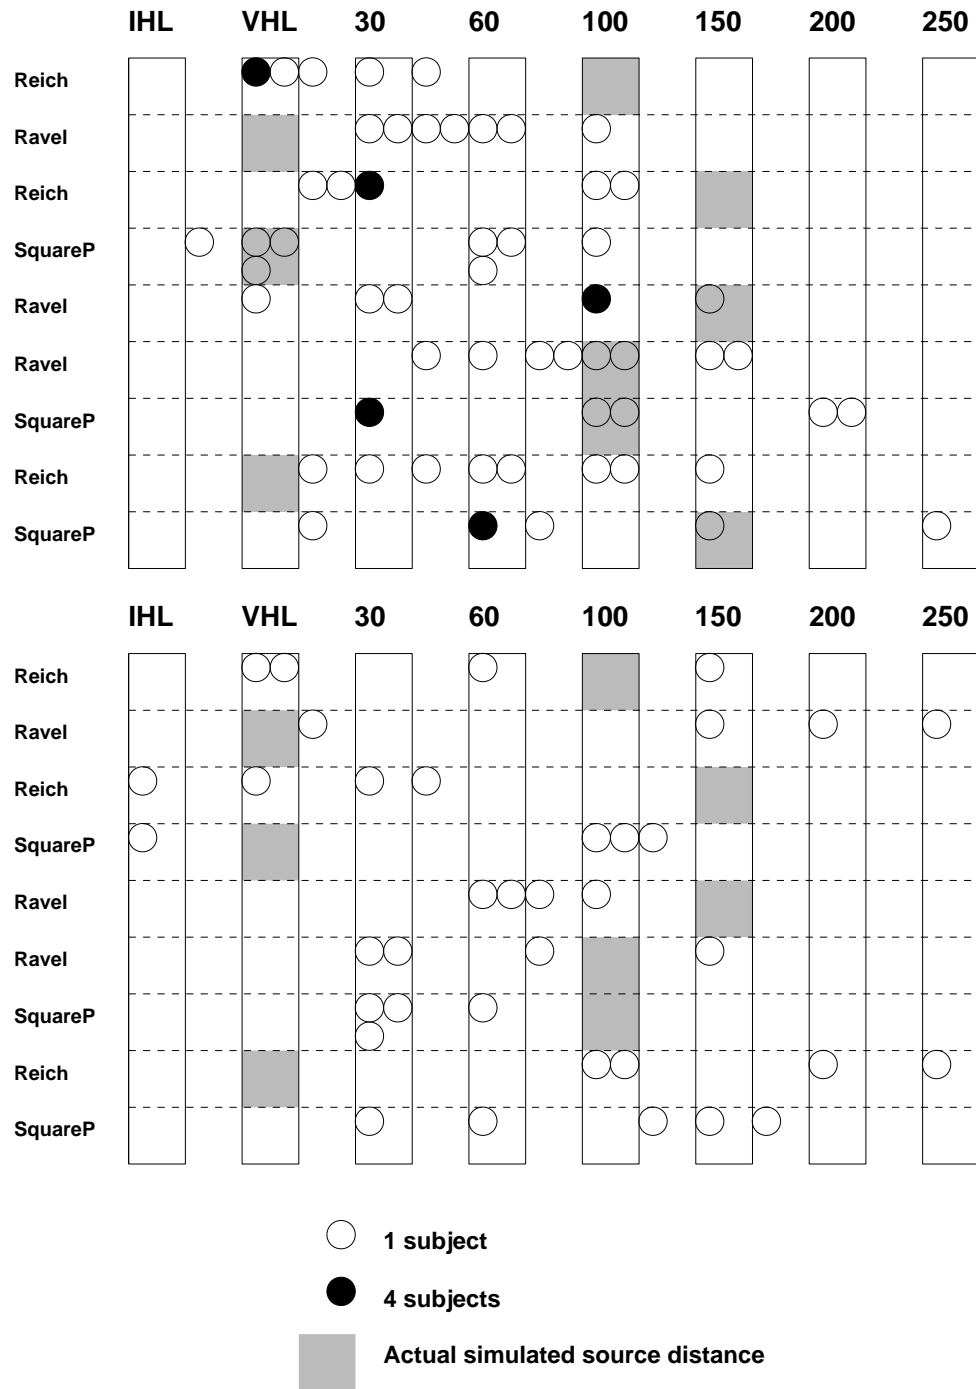 IHL VHL 30 60 100 150 200 250
Reich
Ravel
Reich
SquareP
Ravel
Ravel
SquareP
Reich
SquareP
IHL VHL 30 60 100 150 200 250
Reich
Ravel
Reich
SquareP
Ravel
Ravel
SquareP
Reich
SquareP
1 subject
4 subjects
Actual simulated source distance